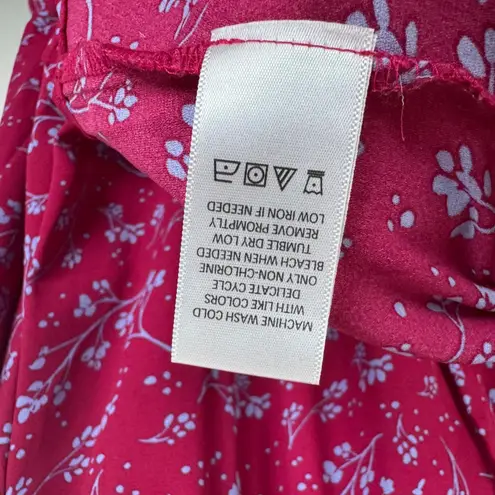 MACHINE WASH COLD
WITH LIKE COLORS
DELICATE CYCLE
ONLY NON-CHLORINE
BLEACH WHEN NEEDED
TUMBLE DRY LOW
REMOVE PROMPTLY
LOW IRON IF NEEDED